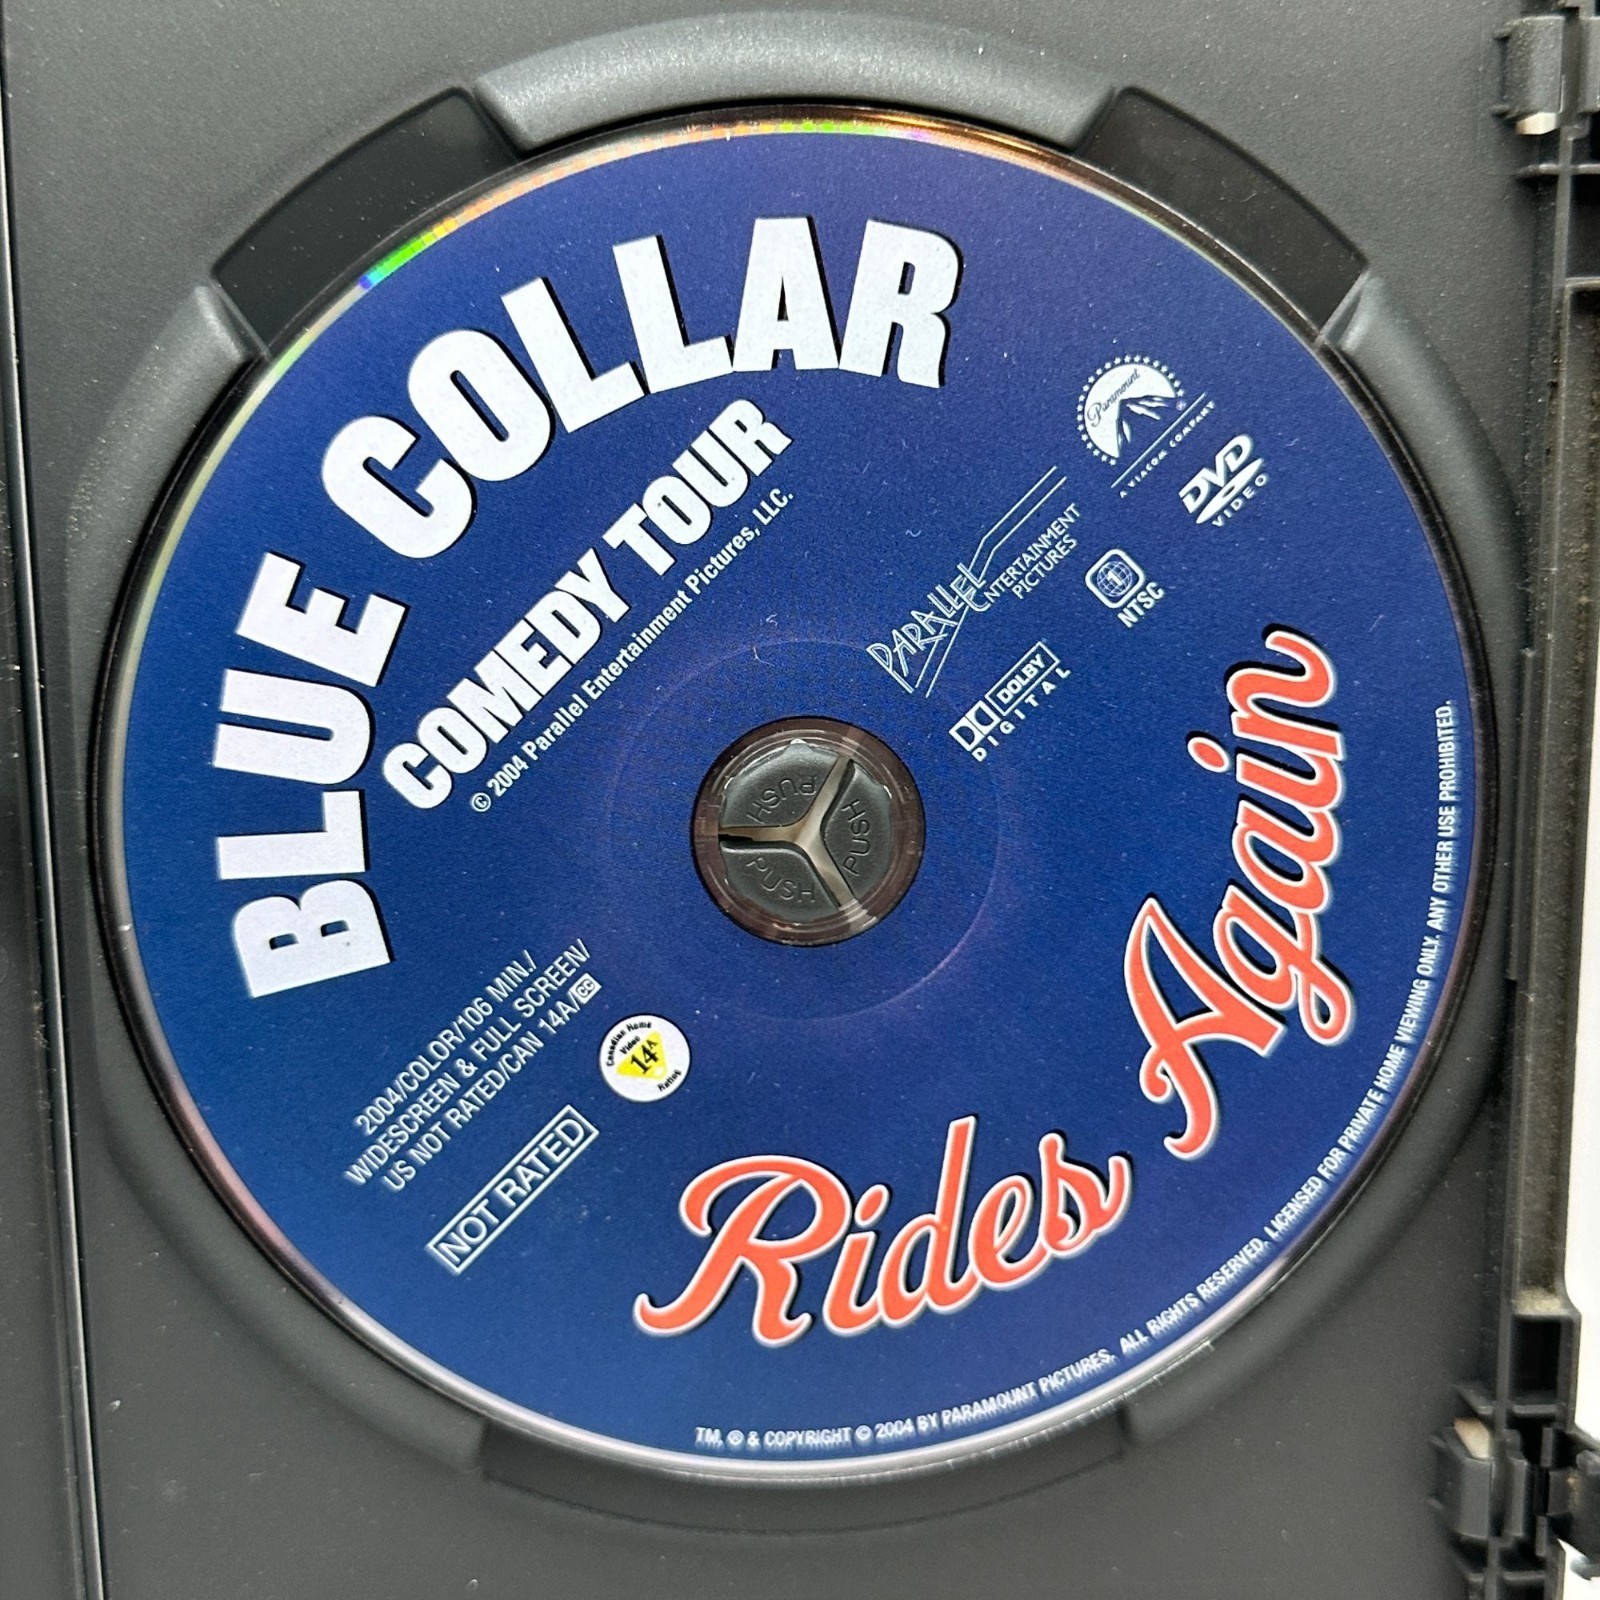 BLUE COLLAR
COMEDY TOUR
© 2004 Parallel Entertainment Pictures, LLC.
Paramount
®
A VIACOM COMPANY
DVD
VIDEO
PARALLEL
ENTERTAINMENT
PICTURES
1
NTSC
DOLBY
DIGITAL
PUSH
PUSH
PUSH
2004/COLOR/106 MIN./
WIDESCREEN & FULL SCREEN/
US NOT RATED/CAN 14A/CC
Canadian Home
Video
14A
Ratings
NOT RATED
Rides Again
TM, ® & COPYRIGHT © 2004 BY PARAMOUNT PICTURES. ALL RIGHTS RESERVED. LICENSED FOR PRIVATE HOME VIEWING ONLY. ANY OTHER USE PROHIBITED.